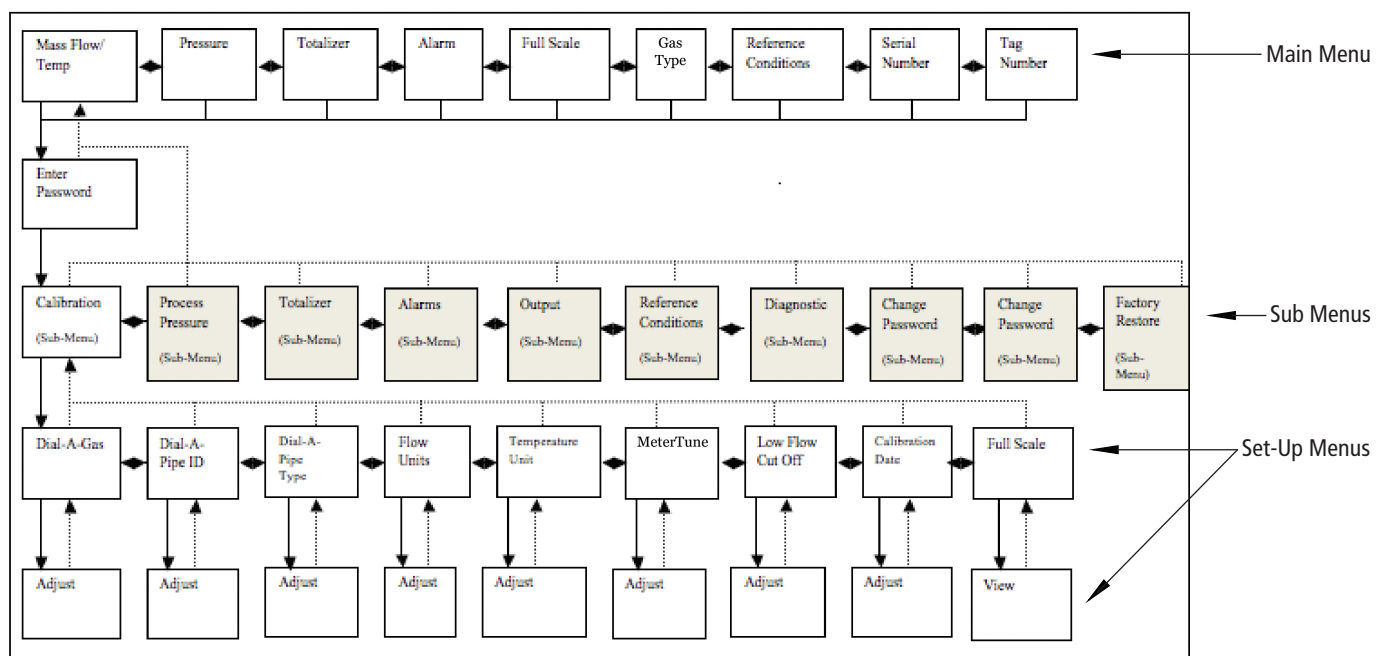 Mass Flow/
Temp
Pressure
Totalizer
Alarm
Full Scale
Gas
Type
Reference
Conditions
Serial
Number
Tag
Number
Main Menu
Enter
Password
Calibration
(Sub-Menu)
Process
Pressure
(Sub-Menu)
Totalizer
(Sub-Menu)
Alarms
(Sub-Menu)
Output
(Sub-Menu)
Reference
Conditions
(Sub-Menu)
Diagnostic
(Sub-Menu)
Change
Password
(Sub-Menu)
Change
Password
(Sub-Menu)
Factory
Restore
(Sub-
Menu)
Sub Menus
Dial-A-Gas
Dial-A-
Pipe ID
Dial-A-
Pipe
Type
Flow
Units
Temperature
Unit
MeterTune
Low Flow
Cut Off
Calibration
Date
Full Scale
Set-Up Menus
Adjust
Adjust
Adjust
Adjust
Adjust
Adjust
Adjust
Adjust
View